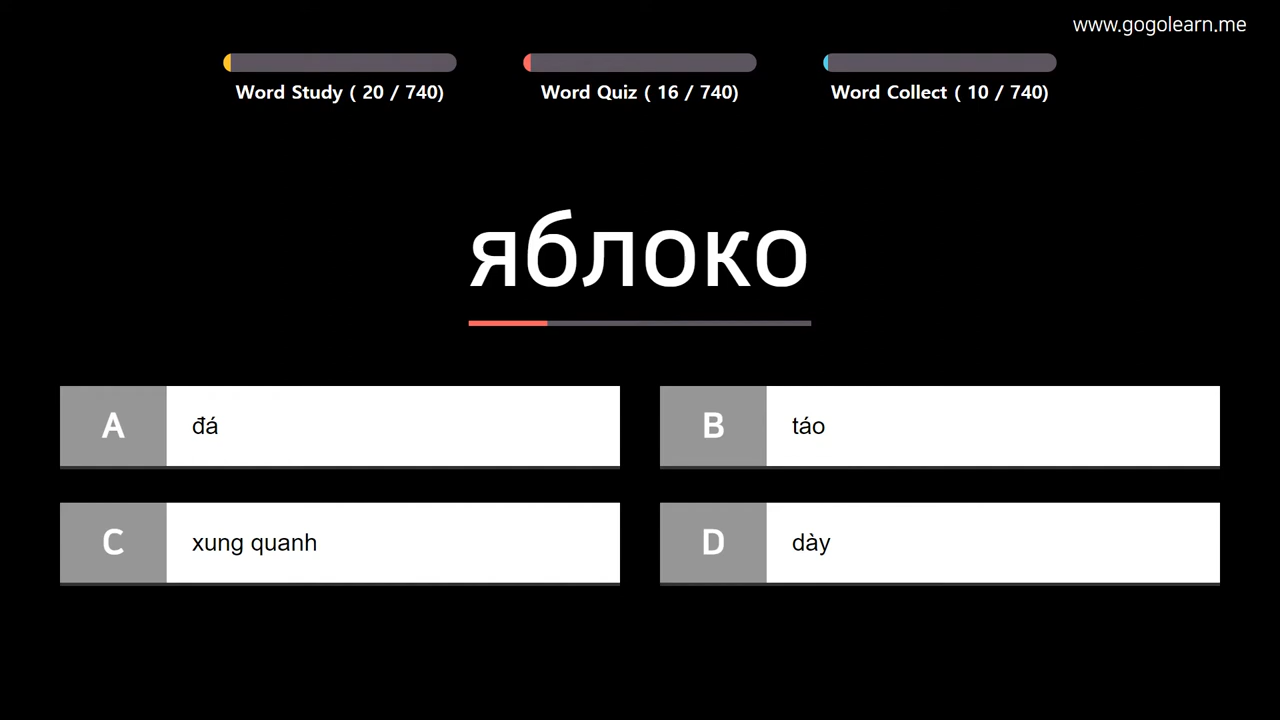 www.gogolearn.me
Word Study ( 20 / 740)
Word Quiz ( 16 / 740)
Word Collect ( 10 / 740)
яблоко
A đá
B táo
C xung quanh
D dày